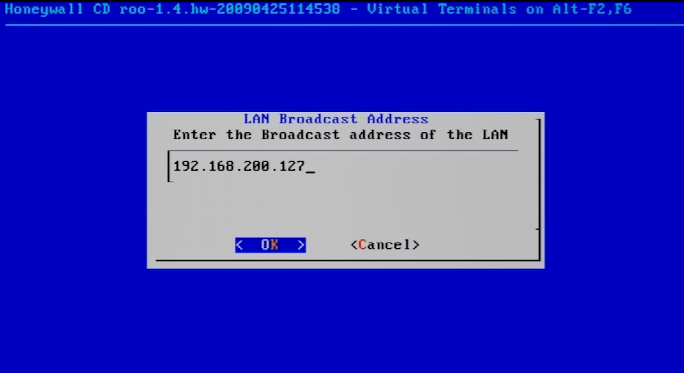 Honeywall CD roo-1.4.hw-20090425114538 - Virtual Terminals on Alt-F2,F6
LAN Broadcast Address
Enter the Broadcast address of the LAN
192.168.200.127_
< OK > <Cancel>